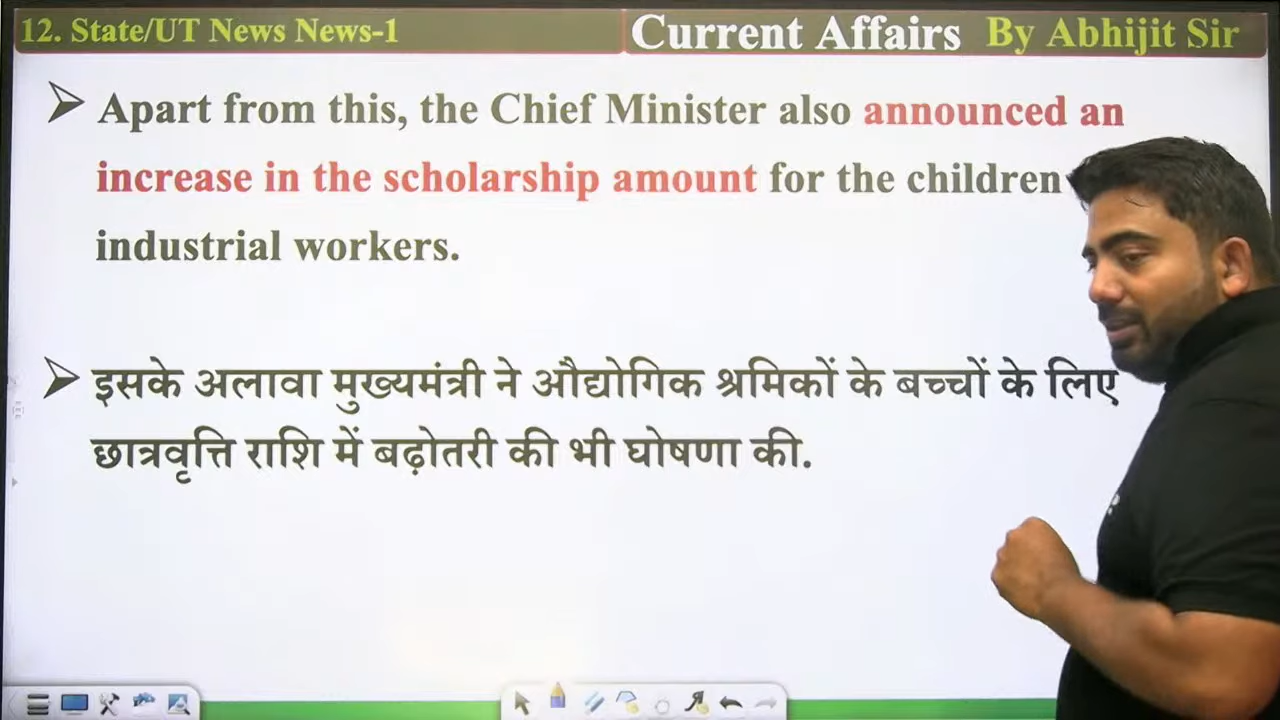 12. State/UT News News-1
Current Affairs By Abhijit Sir
Apart from this, the Chief Minister also announced an
increase in the scholarship amount for the children
industrial workers.
इसके अलावा मुख्यमंत्री ने औद्योगिक श्रमिकों के बच्चों के लिए
छात्रवृत्ति राशि में बढ़ोतरी की भी घोषणा की.